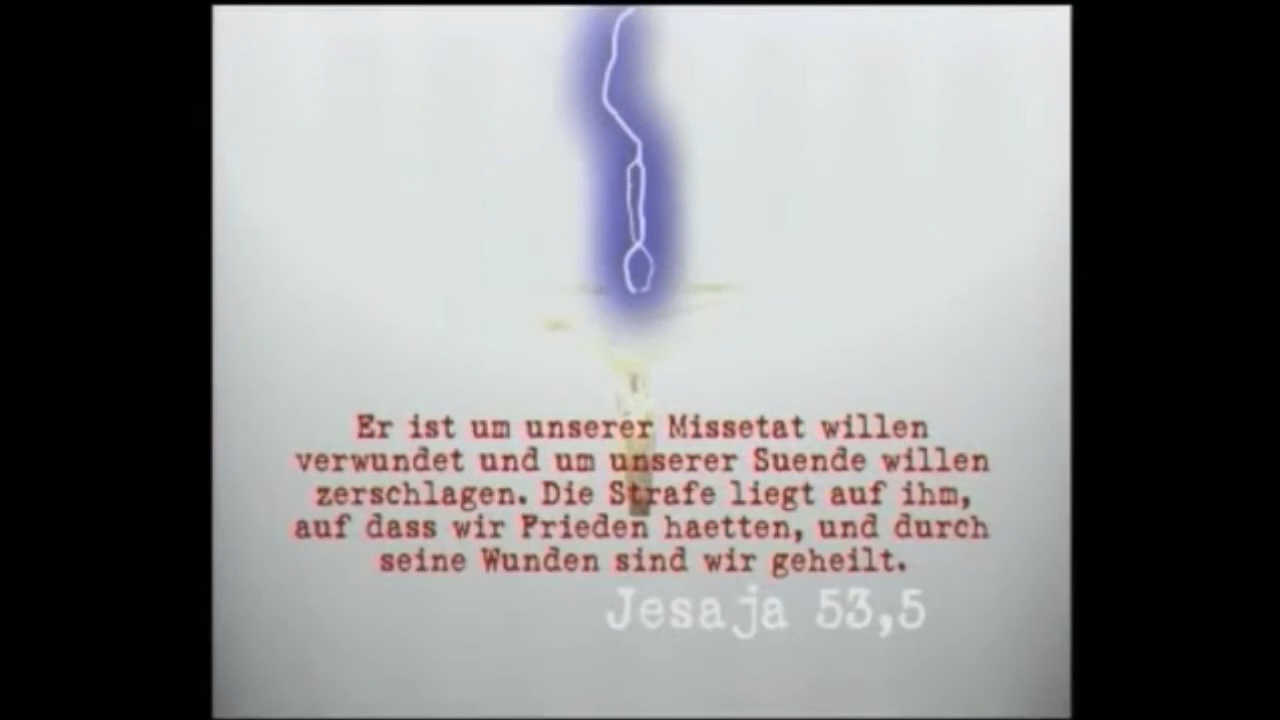 Er ist um unserer Missetat willen
verwundet und um unserer Suende willen
zerschlagen. Die Strafe liegt auf ihm,
auf dass wir Frieden haetten, und durch
seine Wunden sind wir geheilt.
Jesaja 53,5